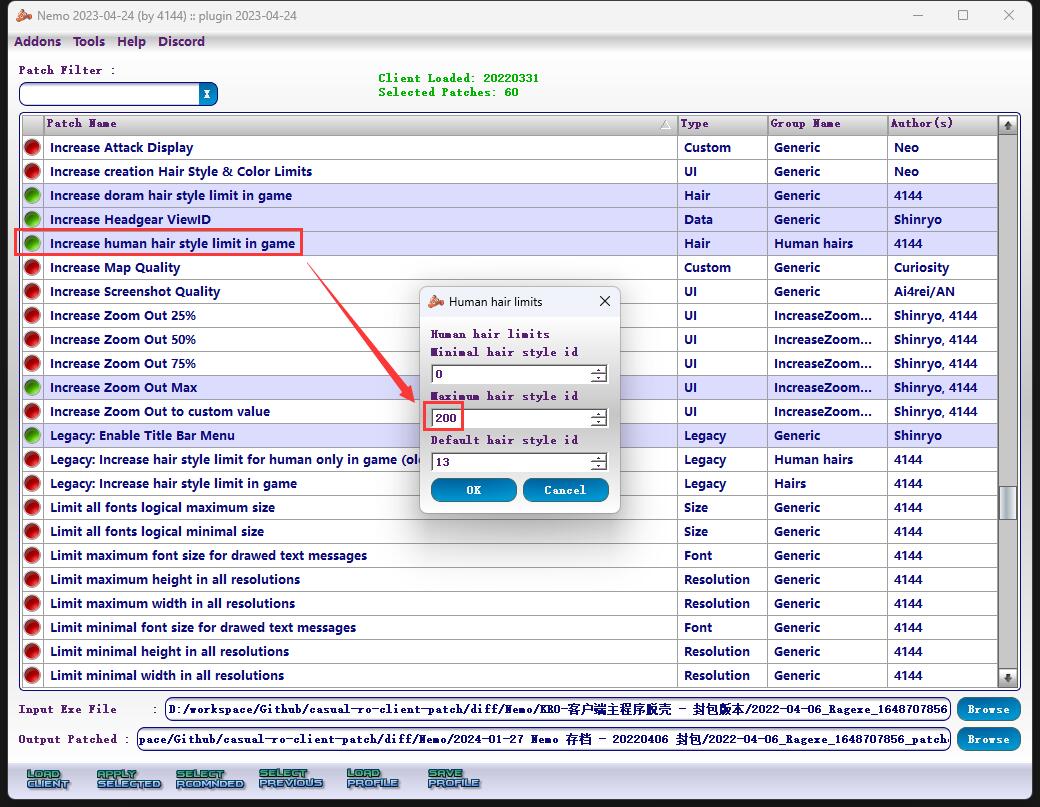 Nemo 2023-04-24 (by 4144) :: plugin 2023-04-24
Addons Tools Help Discord
Patch Filter :
X
Client Loaded: 20220331
Selected Patches: 60
Patch Name Type Group Name Author(s)
Increase Attack Display Custom Generic Neo
Increase creation Hair Style & Color Limits UI Generic Neo
Increase doram hair style limit in game Hair Generic 4144
Increase Headgear ViewID Data Generic Shinryo
Increase human hair style limit in game Hair Human hairs 4144
Increase Map Quality Custom Generic Curiosity
Increase Screenshot Quality UI Generic Ai4rei/AN
Increase Zoom Out 25% UI IncreaseZoom... Shinryo, 4144
Increase Zoom Out 50% UI IncreaseZoom... Shinryo, 4144
Increase Zoom Out 75% UI IncreaseZoom... Shinryo, 4144
Increase Zoom Out Max UI IncreaseZoom... Shinryo, 4144
Increase Zoom Out to custom value UI IncreaseZoom... Shinryo, 4144
Legacy: Enable Title Bar Menu Legacy Generic Shinryo
Legacy: Increase hair style limit for human only in game (ol Legacy Human hairs 4144
Legacy: Increase hair style limit in game Legacy Hairs 4144
Limit all fonts logical maximum size Size Generic 4144
Limit all fonts logical minimal size Size Generic 4144
Limit maximum font size for drawed text messages Font Generic 4144
Limit maximum height in all resolutions Resolution Generic 4144
Limit maximum width in all resolutions Resolution Generic 4144
Limit minimal font size for drawed text messages Font Generic 4144
Limit minimal height in all resolutions Resolution Generic 4144
Limit minimal width in all resolutions Resolution Generic 4144
Human hair limits
Human hair limits
Minimal hair style id
0
Maximum hair style id
200
Default hair style id
13
OK Cancel
Input Exe File : D:/workspace/Github/casual-ro-client-patch/diff/Nemo/KRO-客户端主程序脱壳 - 封包版本/2022-04-06_Ragexe_1648707856 Browse
Output Patched : pace/Github/casual-ro-client-patch/diff/Nemo/2024-01-27 Nemo 存档 - 20220406 封包/2022-04-06_Ragexe_1648707856_patch Browse
LOAD CLIENT APPLY SELECTED SELECT RCOMNDED SELECT PREVIOUS LOAD PROFILE SAVE PROFILE